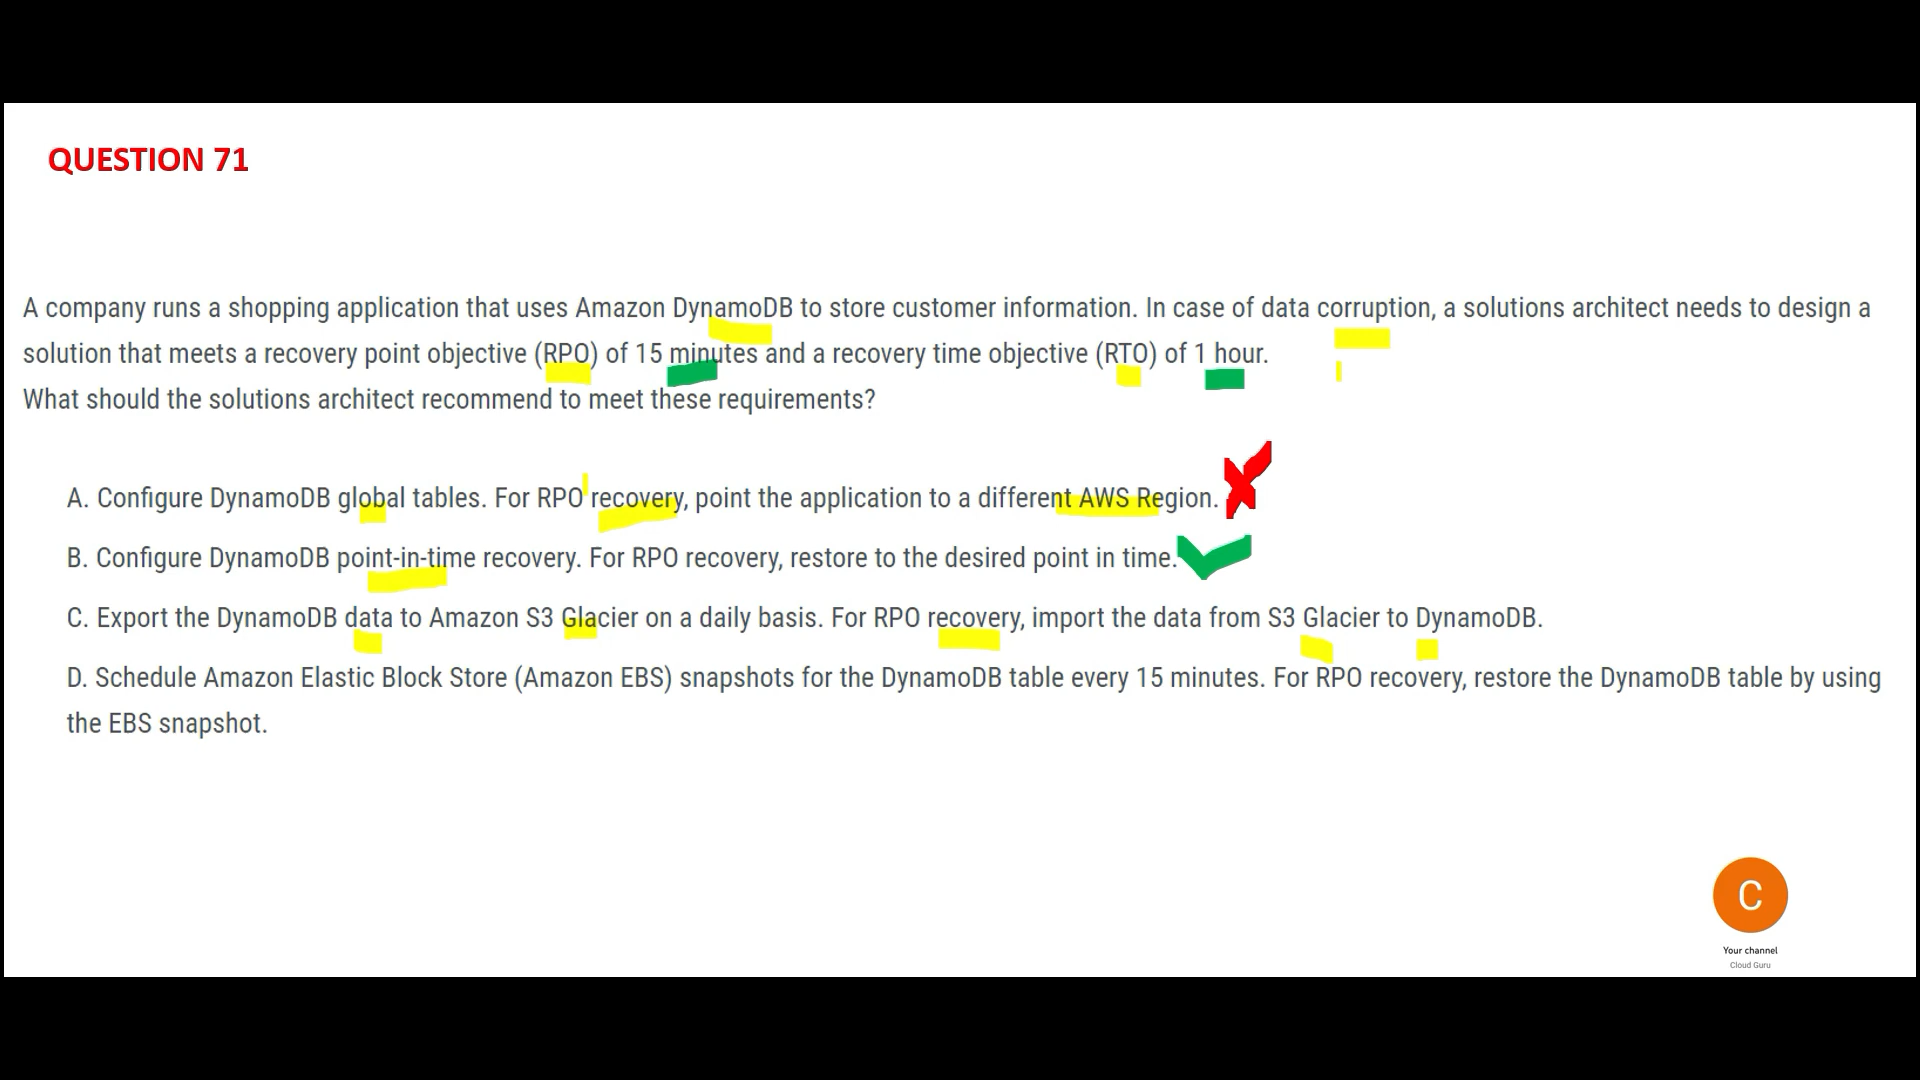 QUESTION 71
A company runs a shopping application that uses Amazon DynamoDB to store customer information. In case of data corruption, a solutions architect needs to design a
solution that meets a recovery point objective (RPO) of 15 minutes and a recovery time objective (RTO) of 1 hour.
What should the solutions architect recommend to meet these requirements?
A. Configure DynamoDB global tables. For RPO recovery, point the application to a different AWS Region.
B. Configure DynamoDB point-in-time recovery. For RPO recovery, restore to the desired point in time.
C. Export the DynamoDB data to Amazon S3 Glacier on a daily basis. For RPO recovery, import the data from S3 Glacier to DynamoDB.
D. Schedule Amazon Elastic Block Store (Amazon EBS) snapshots for the DynamoDB table every 15 minutes. For RPO recovery, restore the DynamoDB table by using
the EBS snapshot.
C
Your channel
Cloud Guru